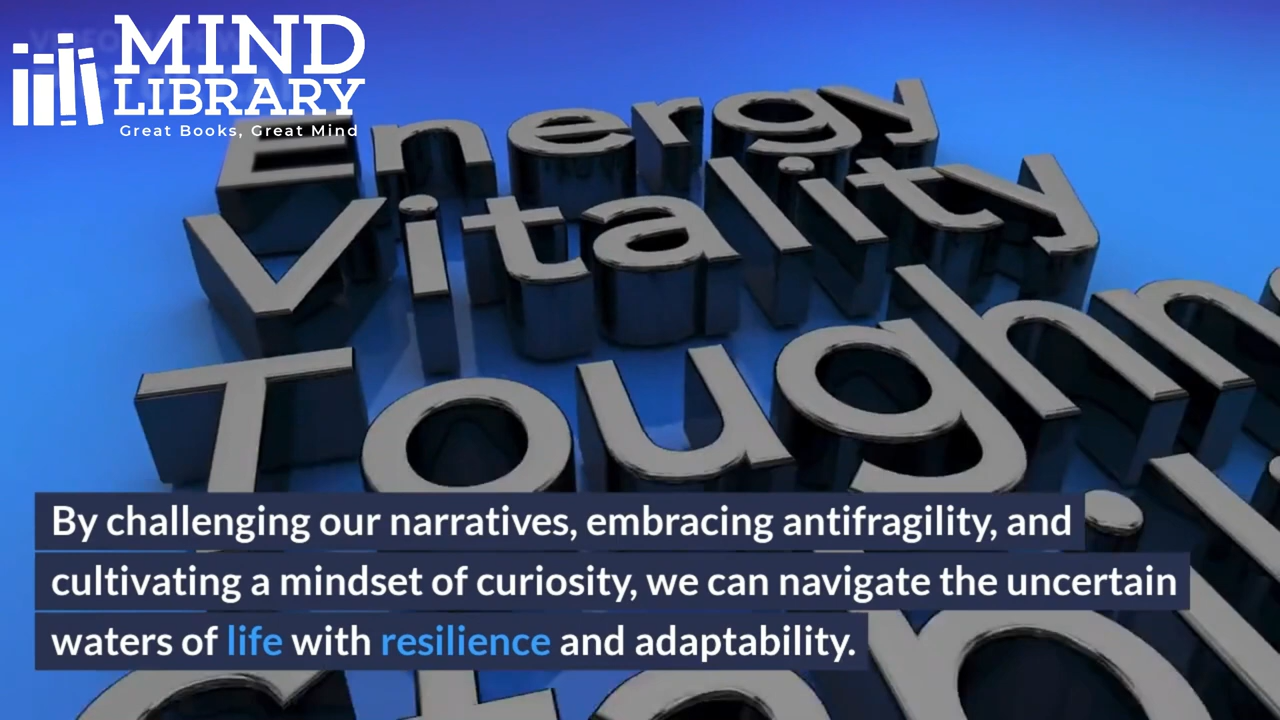 MIND
LIBRARY
Great Books, Great Mind
Energy
Vitality
By challenging our narratives, embracing antifragility, and
cultivating a mindset of curiosity, we can navigate the uncertain
waters of life with resilience and adaptability.